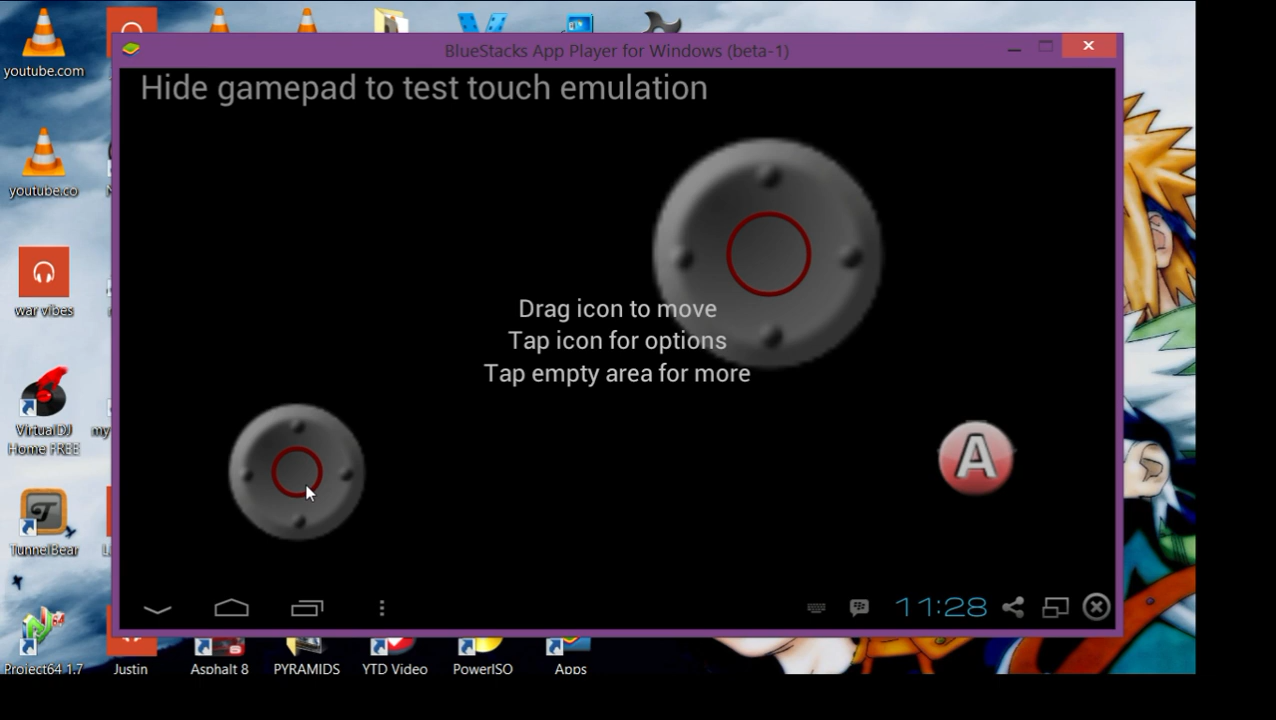 youtube.com
BlueStacks App Player for Windows (beta-1)
Hide gamepad to test touch emulation
youtube.co
war vibes
Drag icon to move
Tap icon for options
Tap empty area for more
VirtualDJ
Home FREE
my
A
TunnelBear
L
11:28
Project64 1.7
Justin
Asphalt 8
PYRAMIDS
YTD Video
PowerISO
Apps